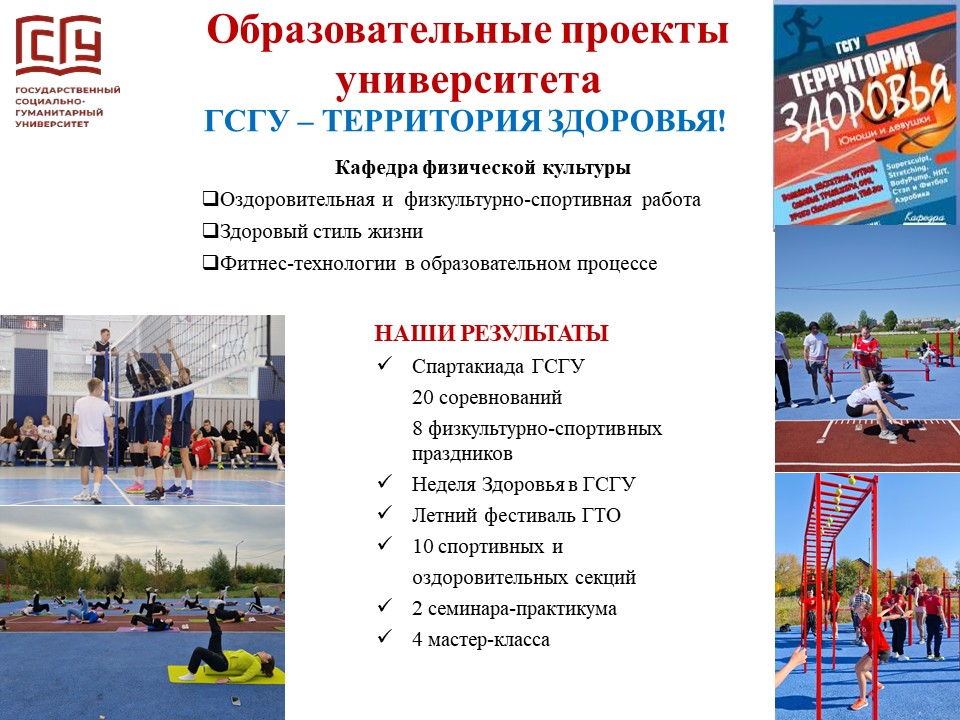 ГСГУ
ГОСУДАРСТВЕННЫЙ
СОЦИАЛЬНО-
ГУМАНИТАРНЫЙ
УНИВЕРСИТЕТ
Образовательные проекты
университета
ГСГУ – ТЕРРИТОРИЯ ЗДОРОВЬЯ!
Кафедра физической культуры
Оздоровительная и физкультурно-спортивная работа
Здоровый стиль жизни
Фитнес-технологии в образовательном процессе
НАШИ РЕЗУЛЬТАТЫ
Спартакиада ГСГУ
20 соревнований
8 физкультурно-спортивных
праздников
Неделя Здоровья в ГСГУ
Летний фестиваль ГТО
10 спортивных и
оздоровительных секций
2 семинара-практикума
4 мастер-класса
ГСГУ
ТЕРРИТОРИЯ
ЗДОРОВЬЯ
Юноши и девушки
Supersculpt,
Stretching,
BodyPump, HIIT,
Степ и Фитбол
Аэробика
Кафедра